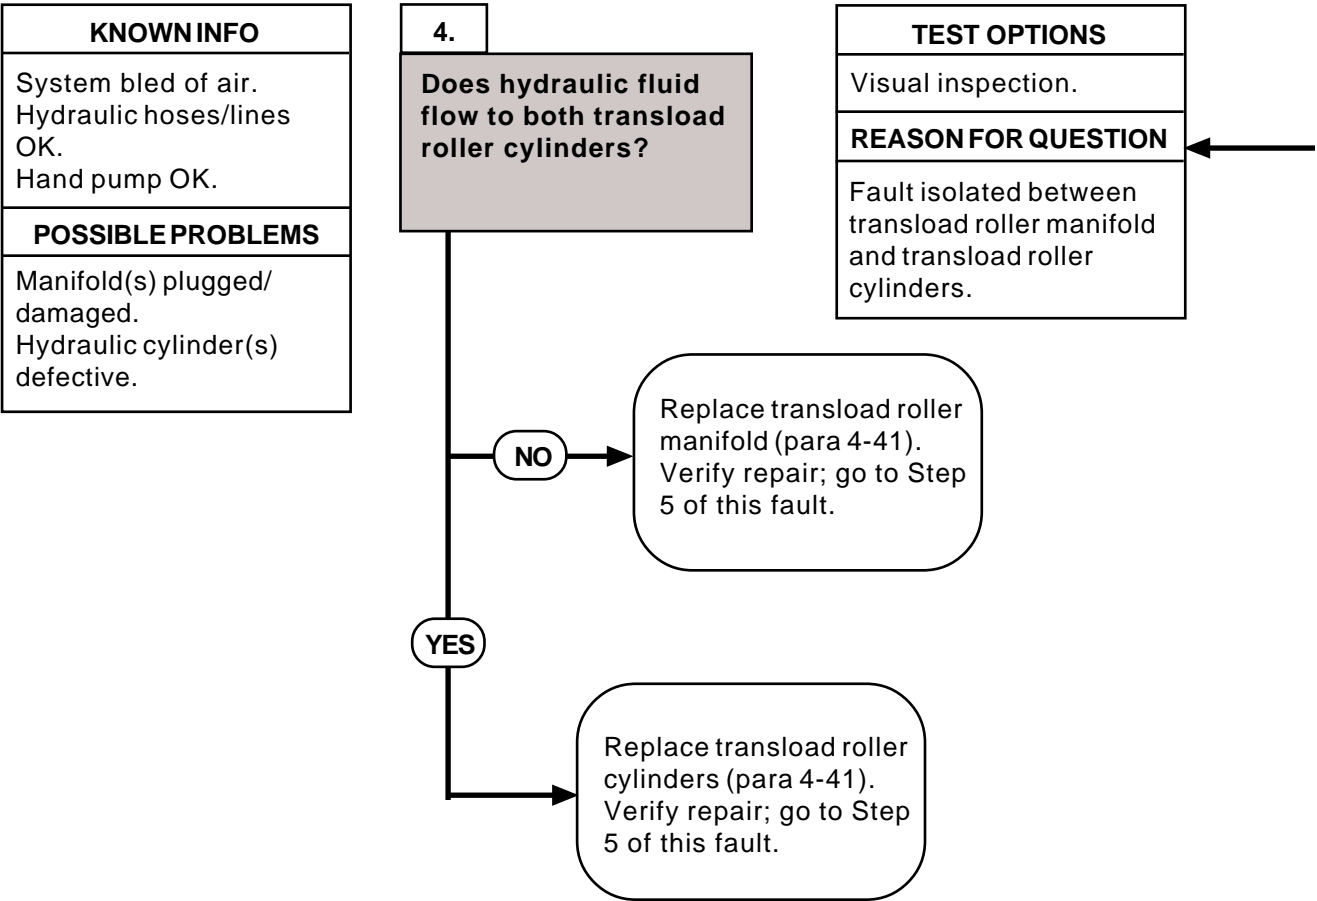 KNOWN INFO
System bled of air.
Hydraulic hoses/lines
OK.
Hand pump OK.
POSSIBLE PROBLEMS
Manifold(s) plugged/
damaged.
Hydraulic cylinder(s)
defective.
4.
Does hydraulic fluid
flow to both transload
roller cylinders?
TEST OPTIONS
Visual inspection.
REASON FOR QUESTION
Fault isolated between
transload roller manifold
and transload roller
cylinders.
NO
Replace transload roller
manifold (para 4-41).
Verify repair; go to Step
5 of this fault.
YES
Replace transload roller
cylinders (para 4-41).
Verify repair; go to Step
5 of this fault.